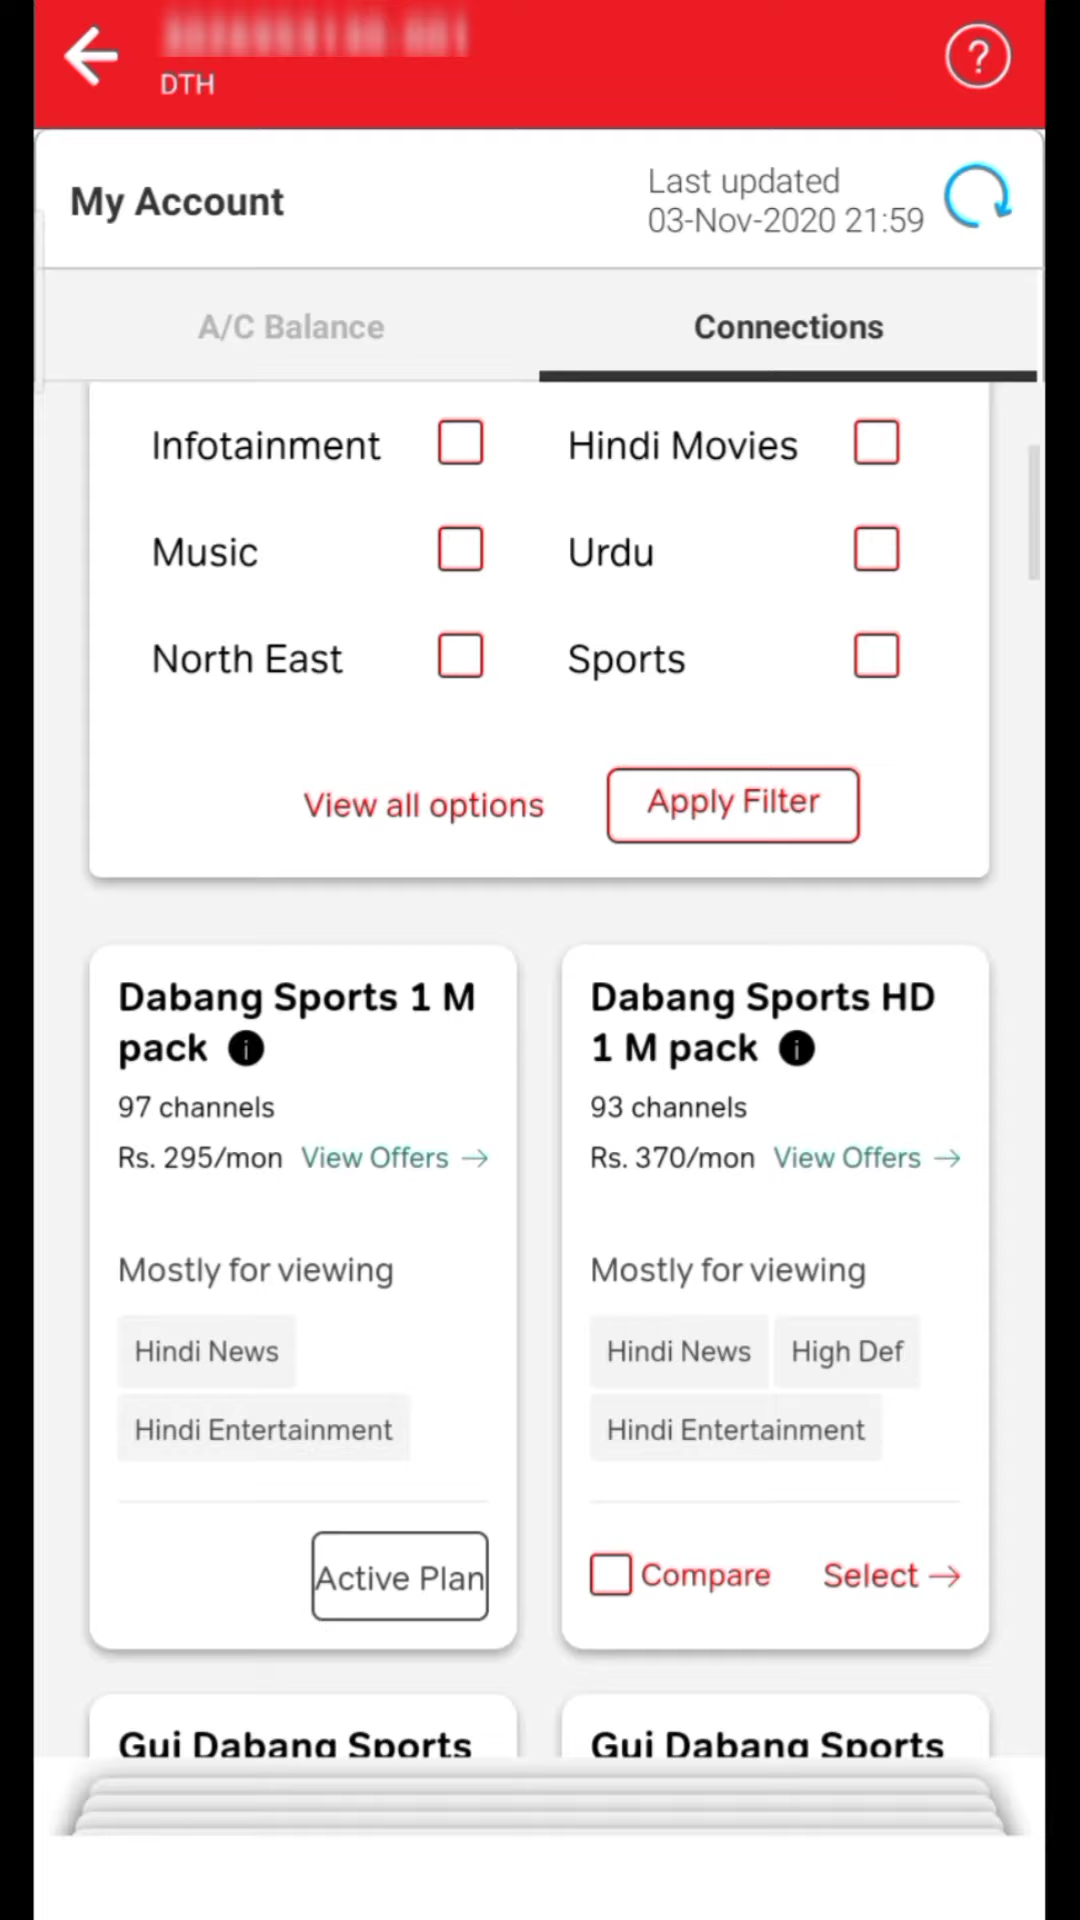 DTH
My Account
Last updated
03-Nov-2020 21:59
A/C Balance
Connections
Infotainment
Hindi Movies
Music
Urdu
North East
Sports
View all options
Apply Filter
Dabang Sports 1 M
pack
97 channels
Rs. 295/mon View Offers →
Mostly for viewing
Hindi News
Hindi Entertainment
Active Plan
Dabang Sports HD
1 M pack
93 channels
Rs. 370/mon View Offers →
Mostly for viewing
Hindi News
High Def
Hindi Entertainment
Compare
Select →
Guj Dabang Sports
Guj Dabang Sports